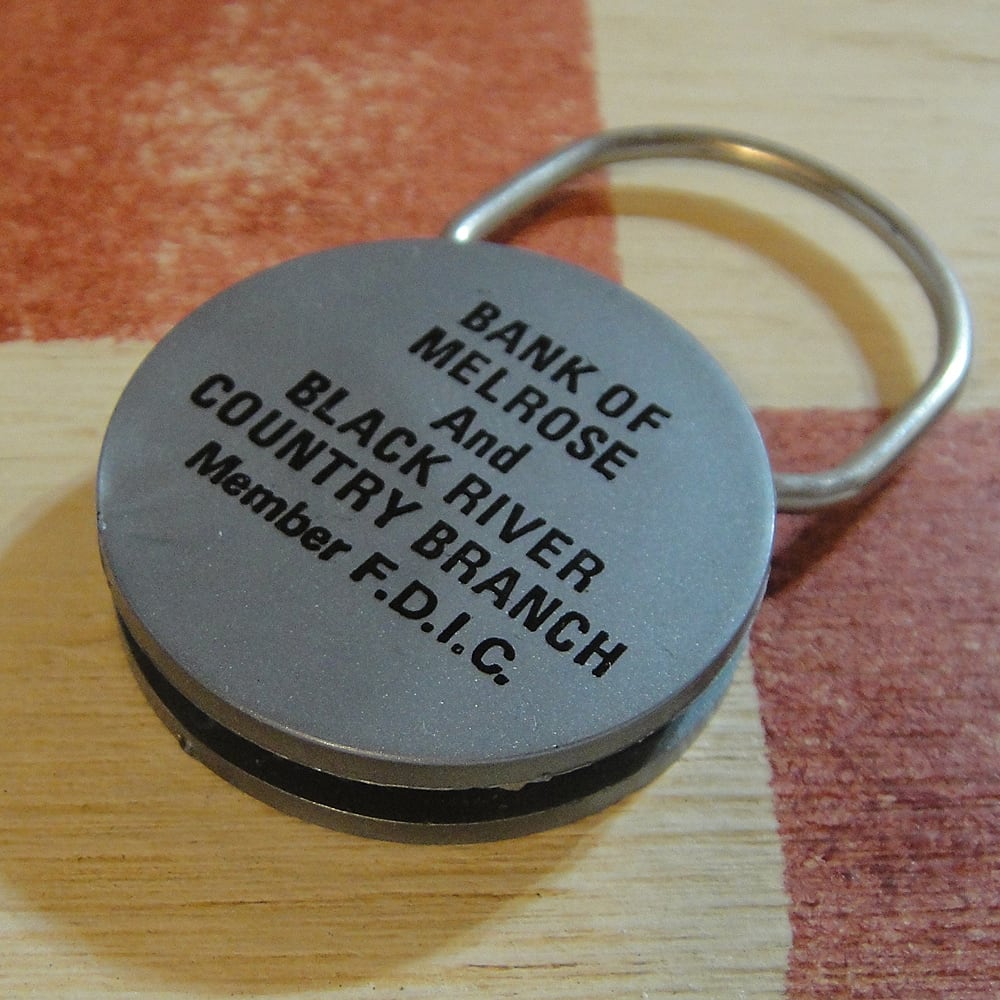 BANK OF
MELROSE
And
BLACK RIVER
COUNTRY BRANCH
Member F.D.I.C.